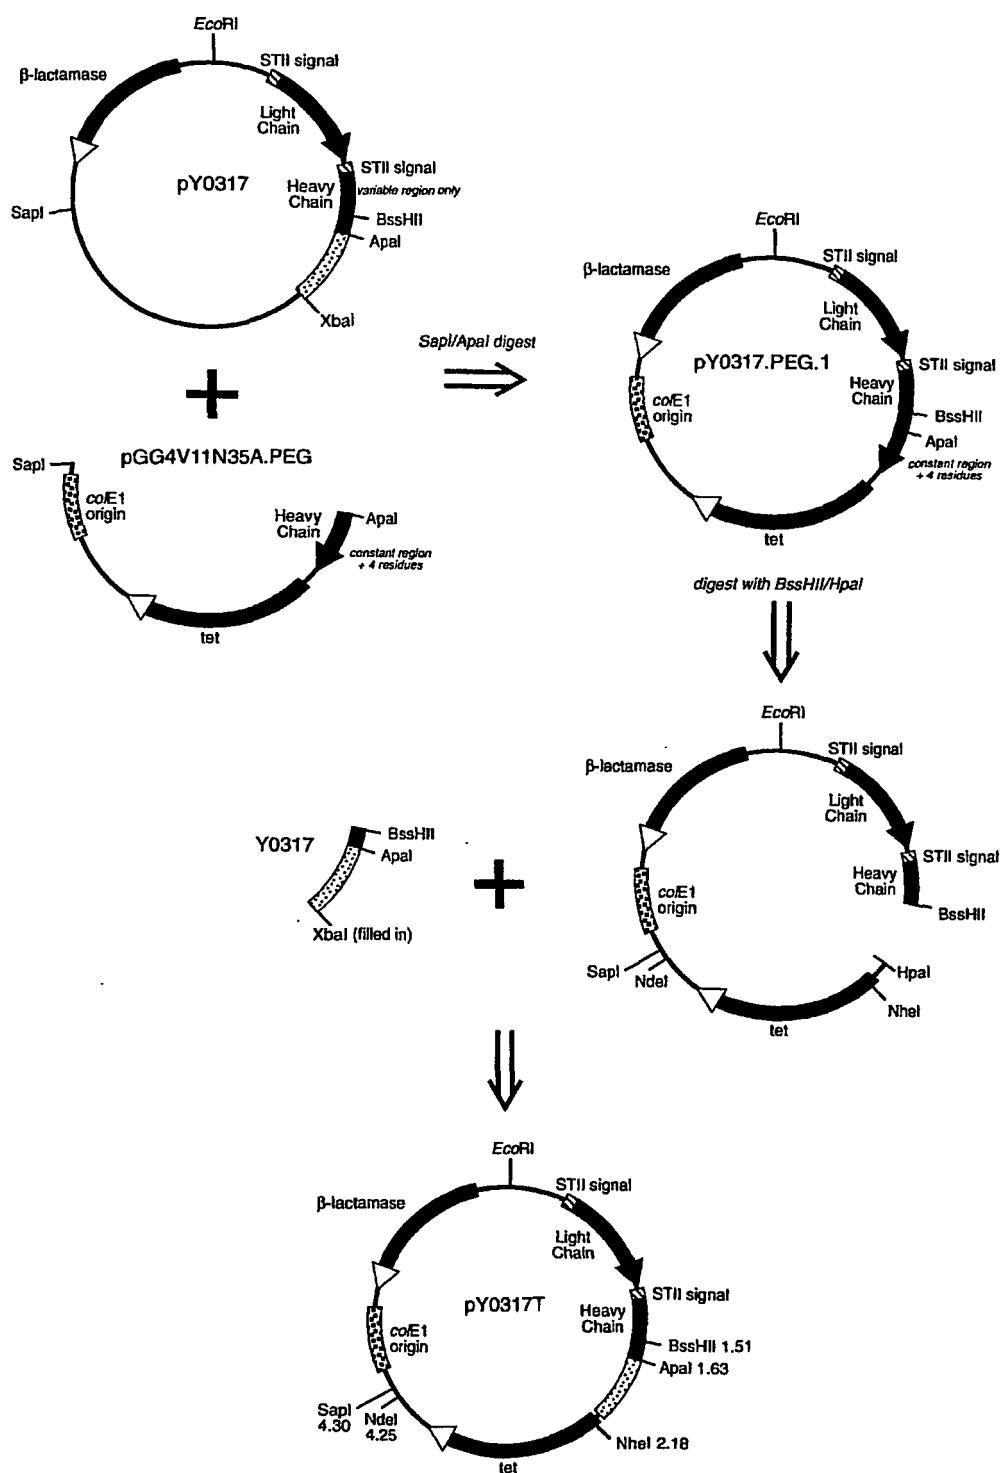 EcoRI
β-lactamase
STII signal
Light
Chain
STII signal
pY0317
Heavy
Chain
variable region only
SapI
BssHII
ApaI
XbaI
+
pGG4V11N35A.PEG
SapI
colE1
origin
Heavy
Chain
ApaI
constant region
+ 4 residues
tet
SapI/ApaI digest
EcoRI
STII signal
β-lactamase
Light
Chain
pY0317.PEG.1
STII signal
Heavy
Chain
colE1
origin
BssHII
ApaI
constant region
+ 4 residues
tet
digest with BssHII/HpaI
EcoRI
STII signal
β-lactamase
Light
Chain
STII signal
Heavy
Chain
BssHII
colE1
origin
SapI
NdeI
HpaI
NheI
tet
Y0317
BssHII
ApaI
XbaI (filled in)
+
EcoRI
STII signal
β-lactamase
Light
Chain
pY0317T
STII signal
Heavy
Chain
colE1
origin
BssHII 1.51
ApaI 1.63
SapI
4.30
NdeI
4.25
NheI 2.18
tet